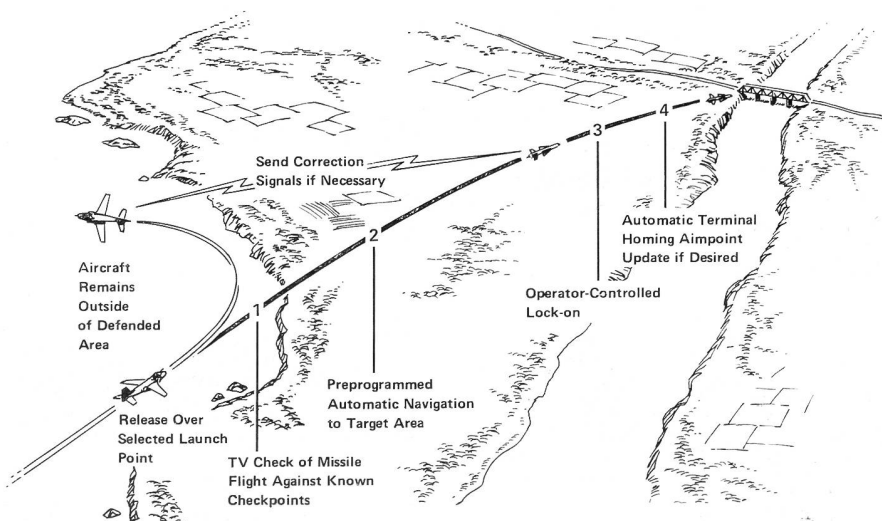 Send Correction
Signals if Necessary
Aircraft
Remains
Outside
of Defended
Area
Release Over
Selected Launch
Point
1
TV Check of Missile
Flight Against Known
Checkpoints
2
Preprogrammed
Automatic Navigation
to Target Area
3
Operator-Controlled
Lock-on
4
Automatic Terminal
Homing Aimpoint
Update if Desired